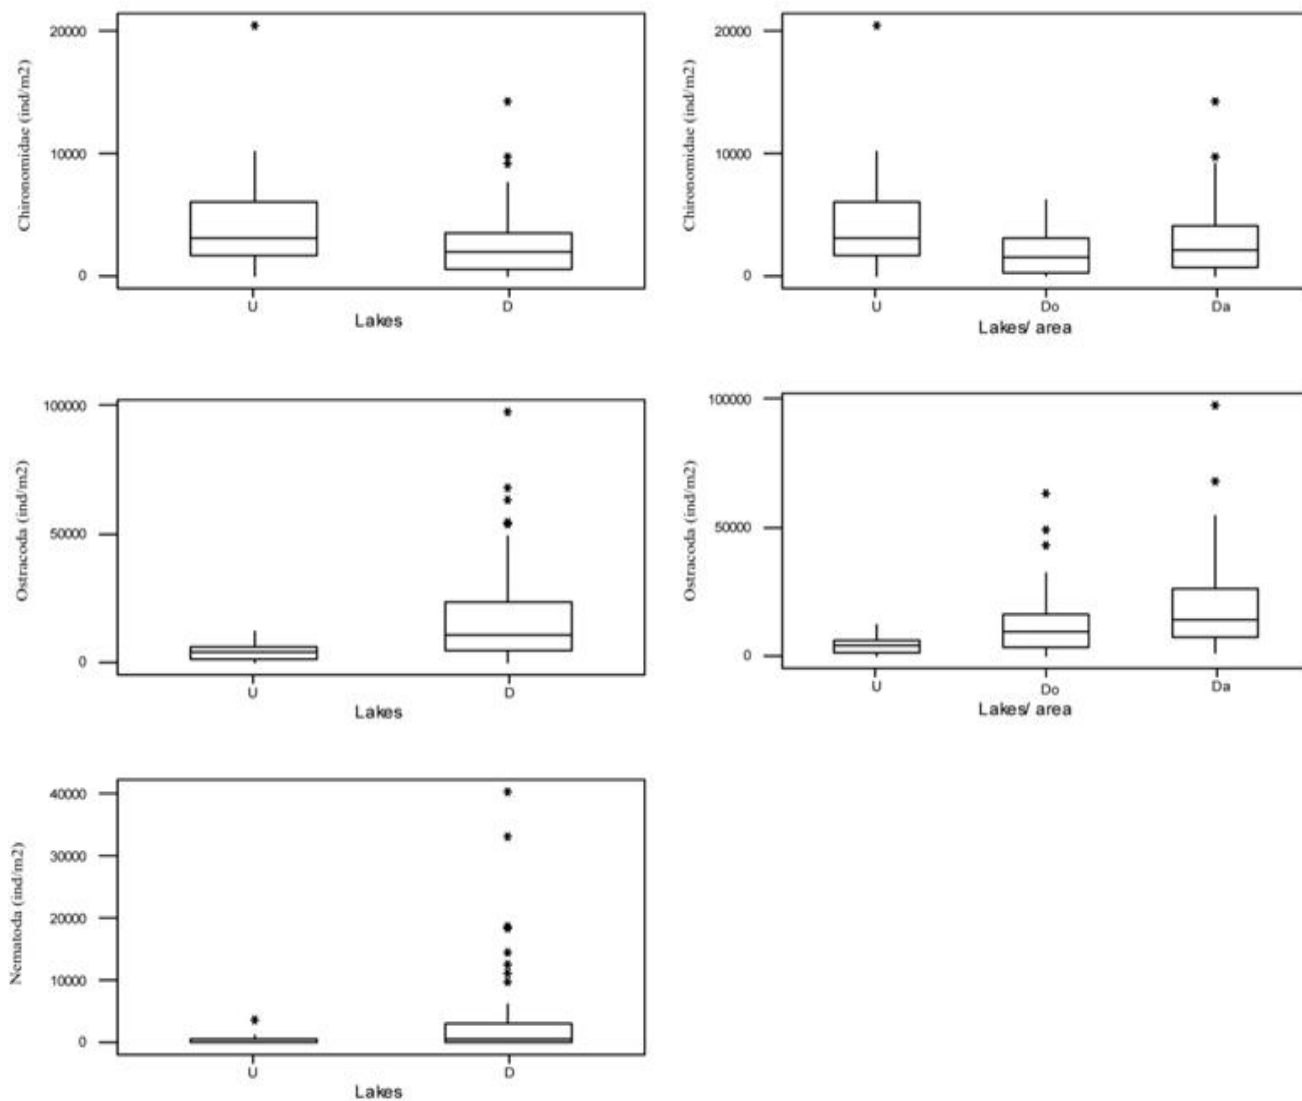 Chironomidae (ind/m2)
20000
10000
0
U D
Lakes
Chironomidae (ind/m2)
20000
10000
0
U Do Da
Lakes/ area
Ostracoda (ind/m2)
100000
50000
0
U D
Lakes
Ostracoda (ind/m2)
100000
50000
0
U Do Da
Lakes/ area
Nematoda (ind/m2)
40000
30000
20000
10000
0
U D
Lakes